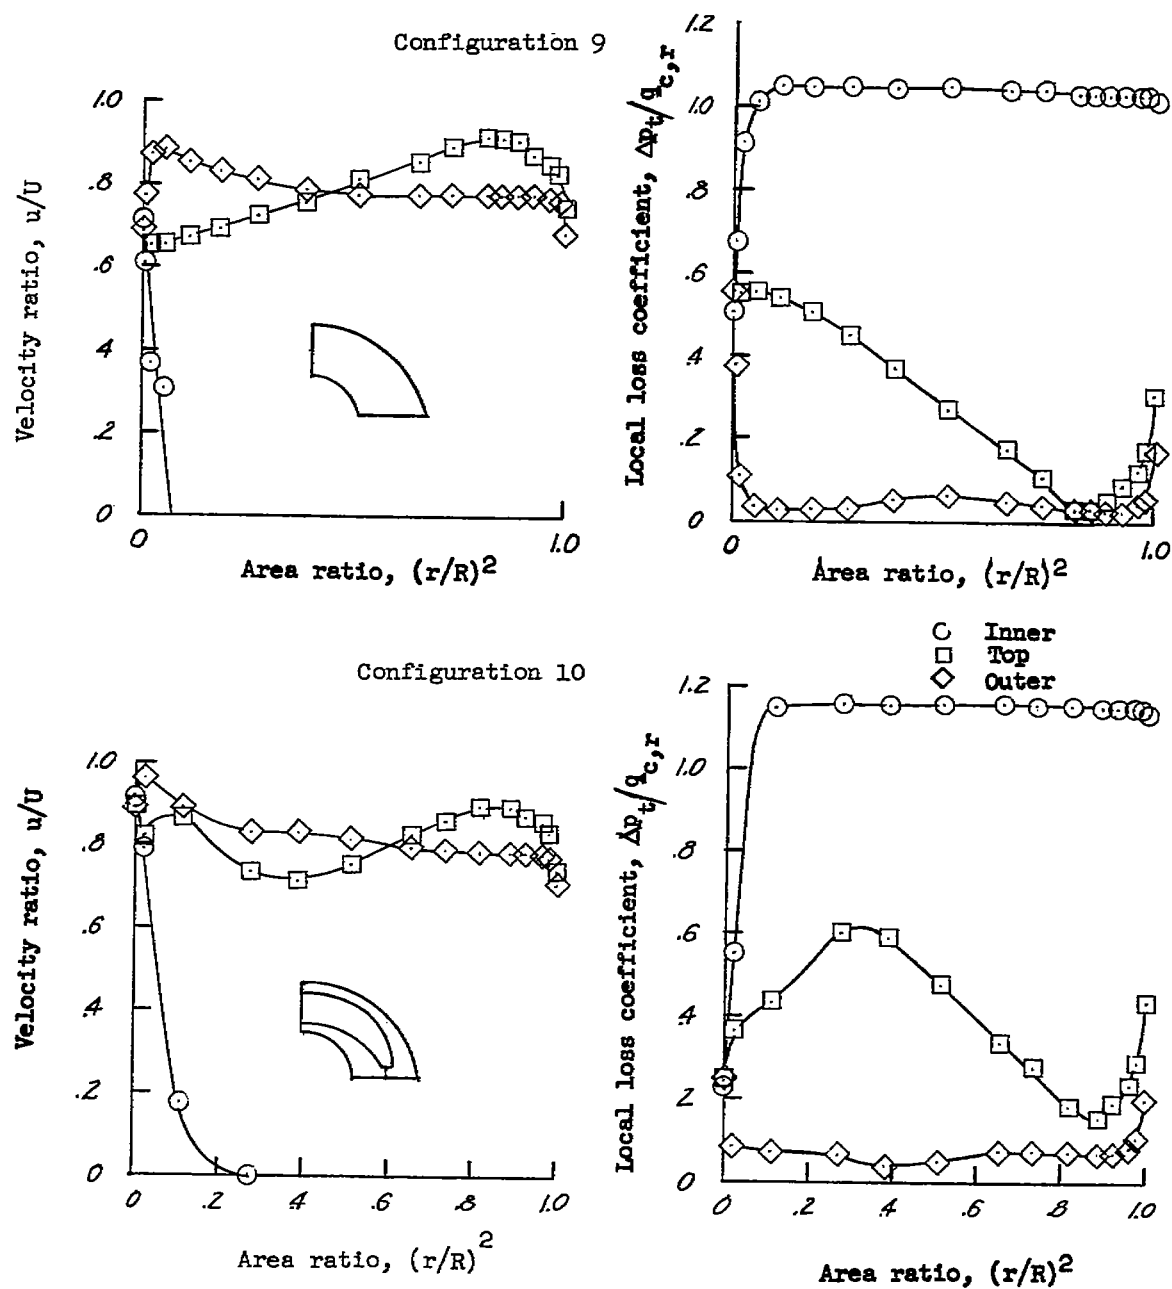 Configuration 9
1.0
.8
.6
.4
.2
0
Velocity ratio, u/U
0
1.0
Area ratio, (r/R)2
1.2
1.0
.8
.6
.4
.2
0
Local loss coefficient, Δpt/qc,r
0
1.0
Area ratio, (r/R)2
Inner
Top
Outer
Configuration 10
1.0
.8
.6
.4
.2
0
Velocity ratio, u/U
0 .2 .4 .6 .8 1.0
Area ratio, (r/R)2
1.2
1.0
.8
.6
.4
2
0
Local loss coefficient, Δpt/qc,r
0 .2 .4 .6 .8 1.0
Area ratio, (r/R)2